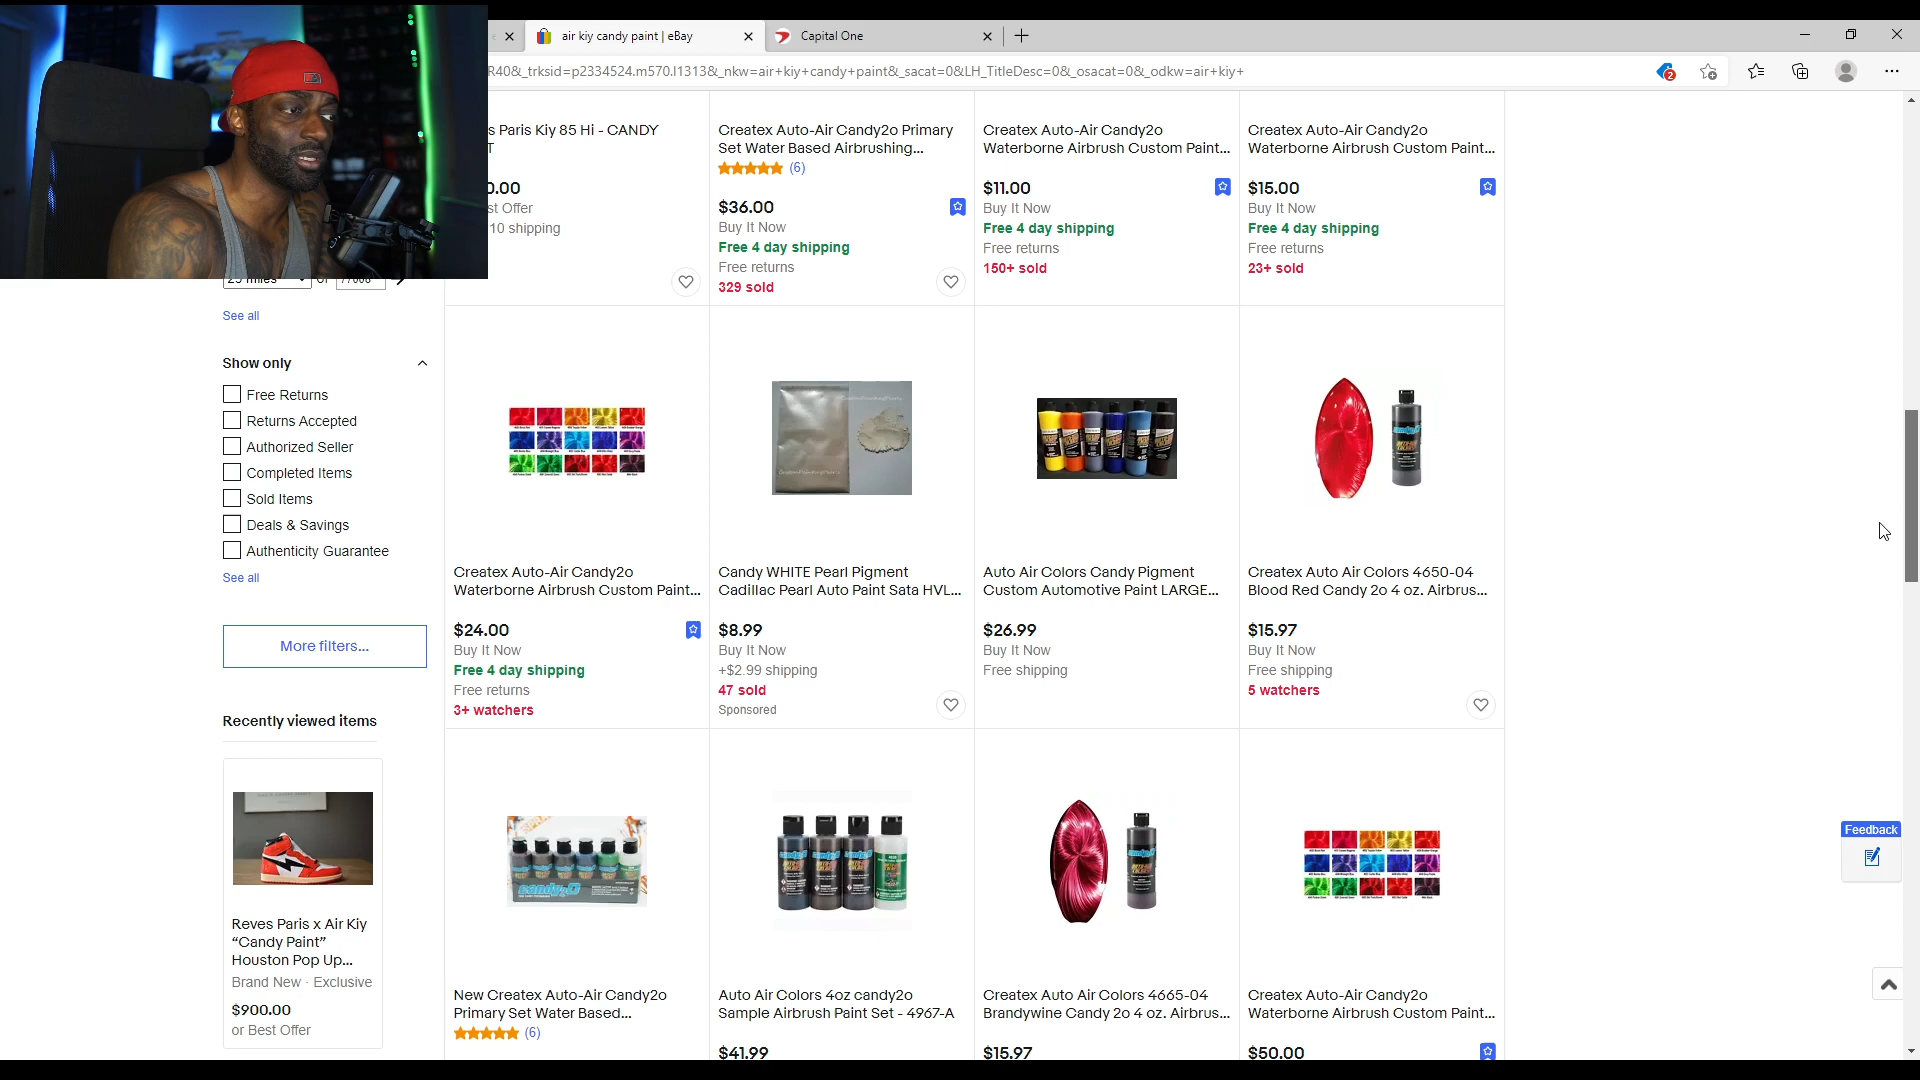 air kiy candy paint | eBay
Capital One
R40&_trksid=p2334524.m570.l1313&_nkw=air+kiy+candy+paint&_sacat=0&LH_TitleDesc=0&_osacat=0&_odkw=air+kiy+
2
s Paris Kiy 85 Hi - CANDY
T
0.00
st Offer
10 shipping
Createx Auto-Air Candy2o Primary
Set Water Based Airbrushing...
(6)
$36.00
Buy It Now
Free 4 day shipping
Free returns
329 sold
Createx Auto-Air Candy2o
Waterborne Airbrush Custom Paint...
$11.00
Buy It Now
Free 4 day shipping
Free returns
150+ sold
Createx Auto-Air Candy2o
Waterborne Airbrush Custom Paint...
$15.00
Buy It Now
Free 4 day shipping
Free returns
23+ sold
25 miles
or
See all
Show only
Free Returns
Returns Accepted
Authorized Seller
Completed Items
Sold Items
Deals & Savings
Authenticity Guarantee
See all
More filters...
Recently viewed items
Reves Paris x Air Kiy
“Candy Paint”
Houston Pop Up...
Brand New · Exclusive
$900.00
or Best Offer
Createx Auto-Air Candy2o
Waterborne Airbrush Custom Paint...
$24.00
Buy It Now
Free 4 day shipping
Free returns
3+ watchers
Candy WHITE Pearl Pigment
Cadillac Pearl Auto Paint Sata HVL...
$8.99
Buy It Now
+$2.99 shipping
47 sold
Sponsored
Auto Air Colors Candy Pigment
Custom Automotive Paint LARGE...
$26.99
Buy It Now
Free shipping
Createx Auto Air Colors 4650-04
Blood Red Candy 2o 4 oz. Airbrus...
$15.97
Buy It Now
Free shipping
5 watchers
candy2o
New Createx Auto-Air Candy2o
Primary Set Water Based...
(6)
Auto Air Colors 4oz candy2o
Sample Airbrush Paint Set - 4967-A
$41.99
Createx Auto Air Colors 4665-04
Brandywine Candy 2o 4 oz. Airbrus...
$15.97
Createx Auto-Air Candy2o
Waterborne Airbrush Custom Paint...
$50.00
Feedback